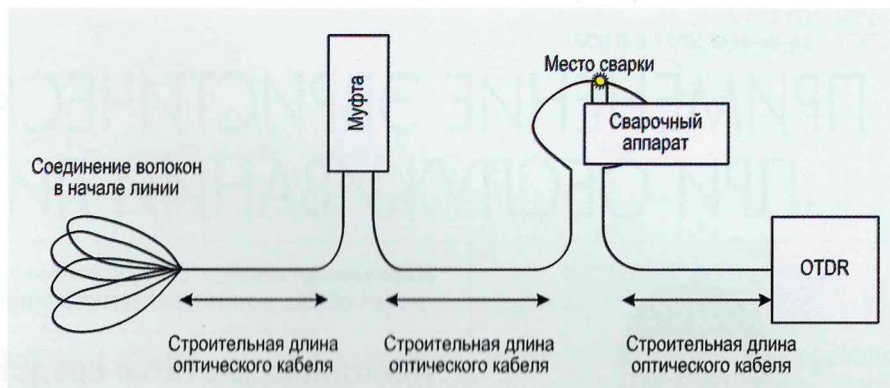 Муфта
Место сварки
Сварочный
аппарат
Соединение волокон
в начале линии
OTDR
Строительная длина
оптического кабеля
Строительная длина
оптического кабеля
Строительная длина
оптического кабеля